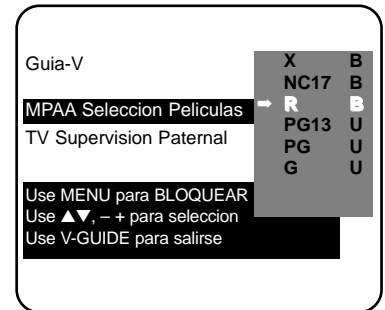 Guia-V
MPAA Seleccion Peliculas
TV Supervision Paternal
X B
NC17 B
➡ R B
PG13 U
PG U
G U
Use MENU para BLOQUEAR
Use ▲▼, – + para seleccion
Use V-GUIDE para salirse